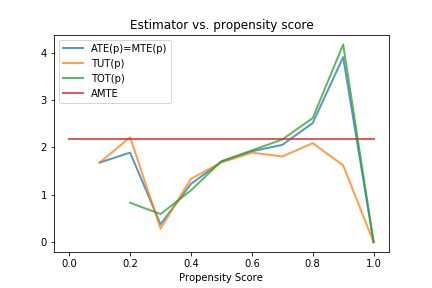 Estimator vs. propensity score
ATE(p)=MTE(p)
TUT(p)
TOT(p)
AMTE
4
3
2
1
0
0.0 0.2 0.4 0.6 0.8 1.0
Propensity Score